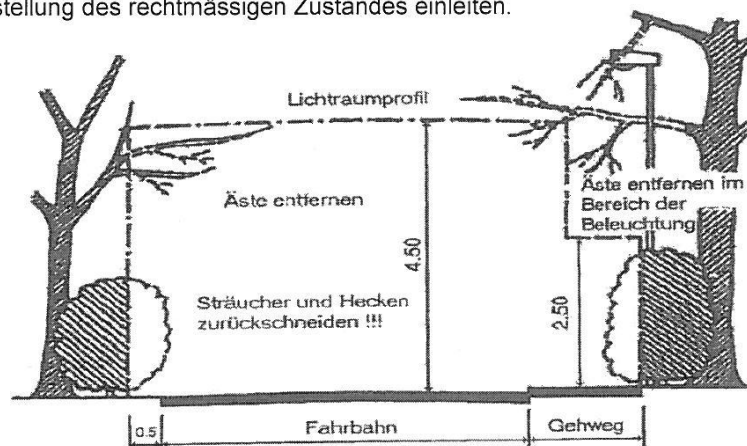 stellung des rechtmässigen Zustandes einleiten.
Lichtraumprofil
Äste entfernen
Äste entfernen im
Bereich der
Beleuchtung
4.50
2.50
Sträucher und Hecken
zurückschneiden !!!
0.5
Fahrbahn
Gehweg